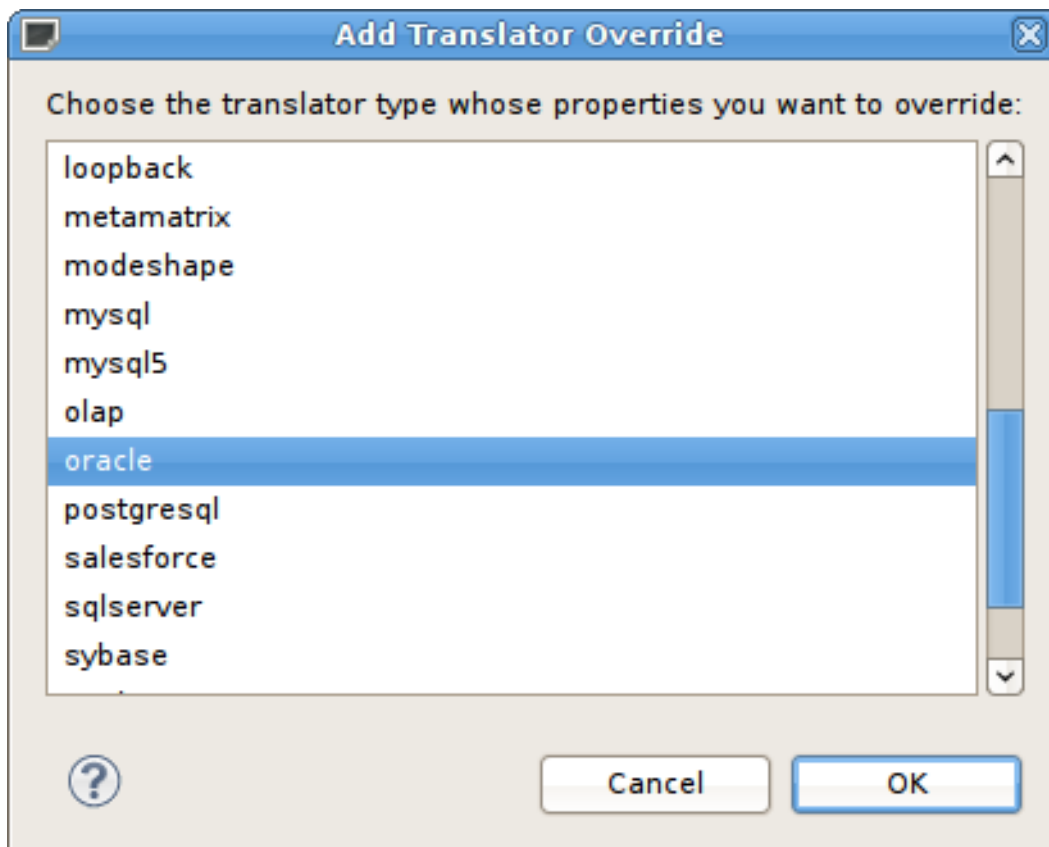 Add Translator Override
Choose the translator type whose properties you want to override:
loopback
metamatrix
modeshape
mysql
mysql5
olap
oracle
postgresql
salesforce
sqlserver
sybase
?
Cancel
OK